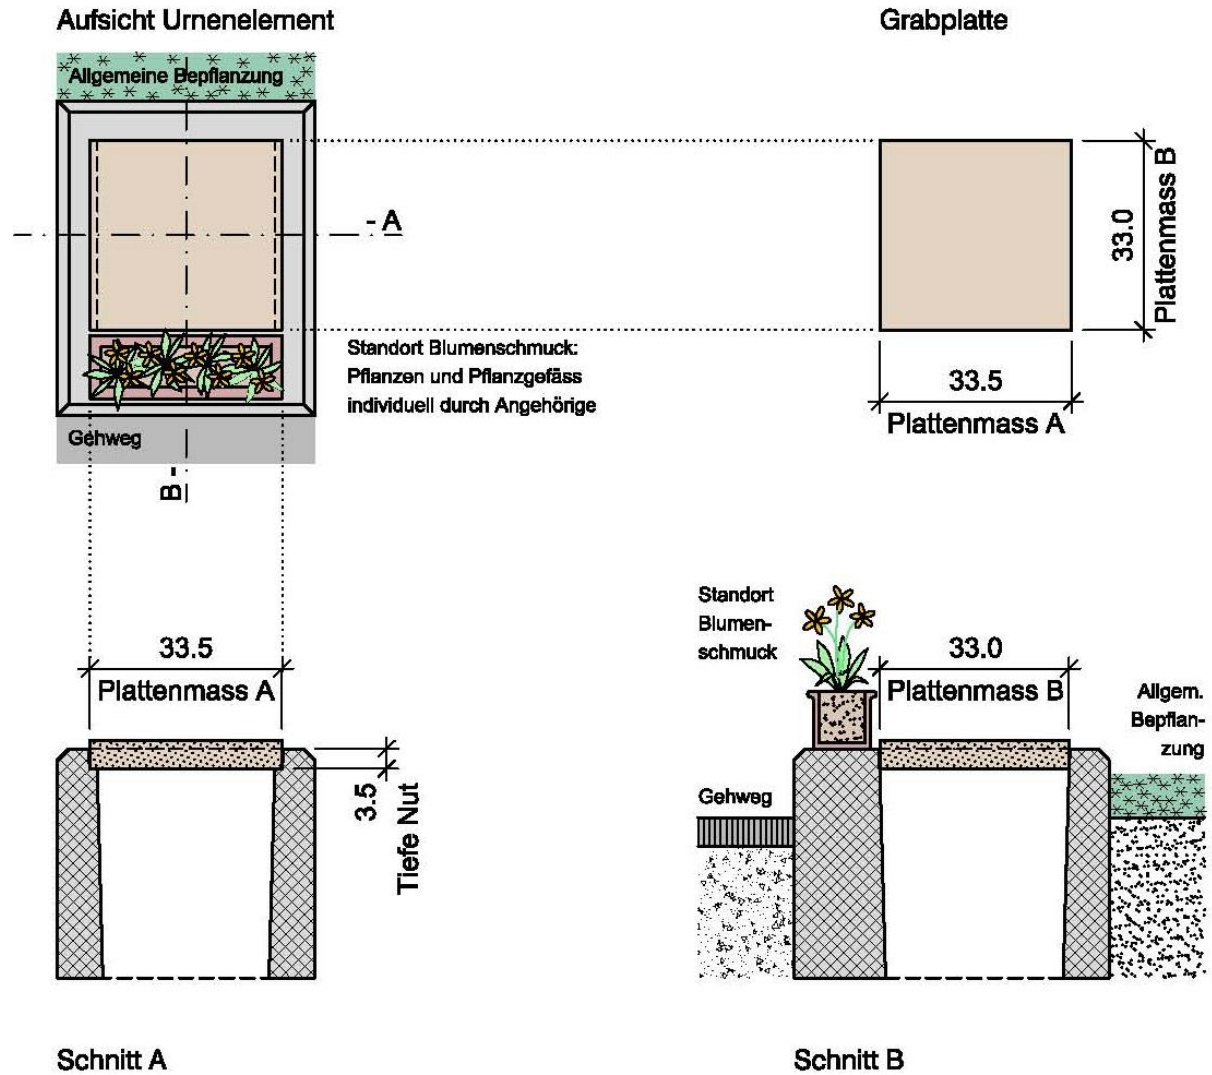 Aufsicht Urnenelement
Grabplatte
Allgemeine Bepflanzung
- A
33.0
Plattenmass B
Standort Blumenschmuck:
Pflanzen und Pflanzgefäss
individuell durch Angehörige
33.5
Plattenmass A
Gehweg
B -
33.5
Plattenmass A
3.5
Tiefe Nut
Standort
Blumen-
schmuck
33.0
Plattenmass B
Allgem.
Bepflan-
zung
Gehweg
Schnitt A
Schnitt B